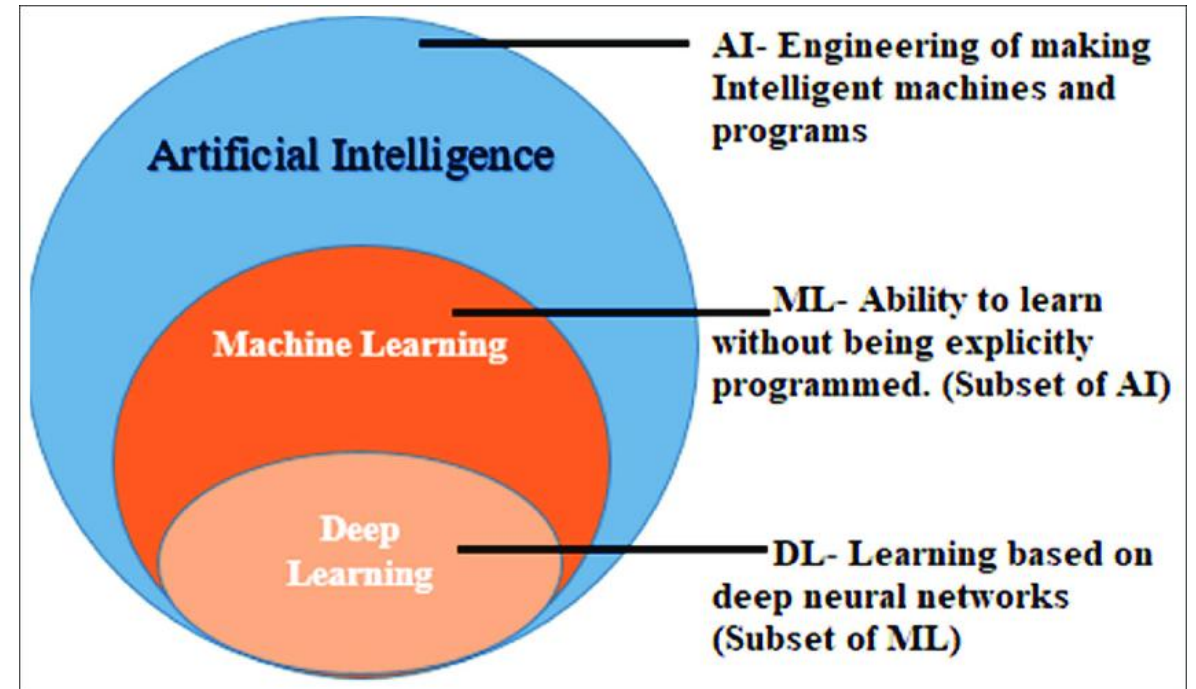 Artificial Intelligence
AI- Engineering of making
Intelligent machines and
programs
Machine Learning
ML- Ability to learn
without being explicitly
programmed. (Subset of AI)
Deep
Learning
DL- Learning based on
deep neural networks
(Subset of ML)